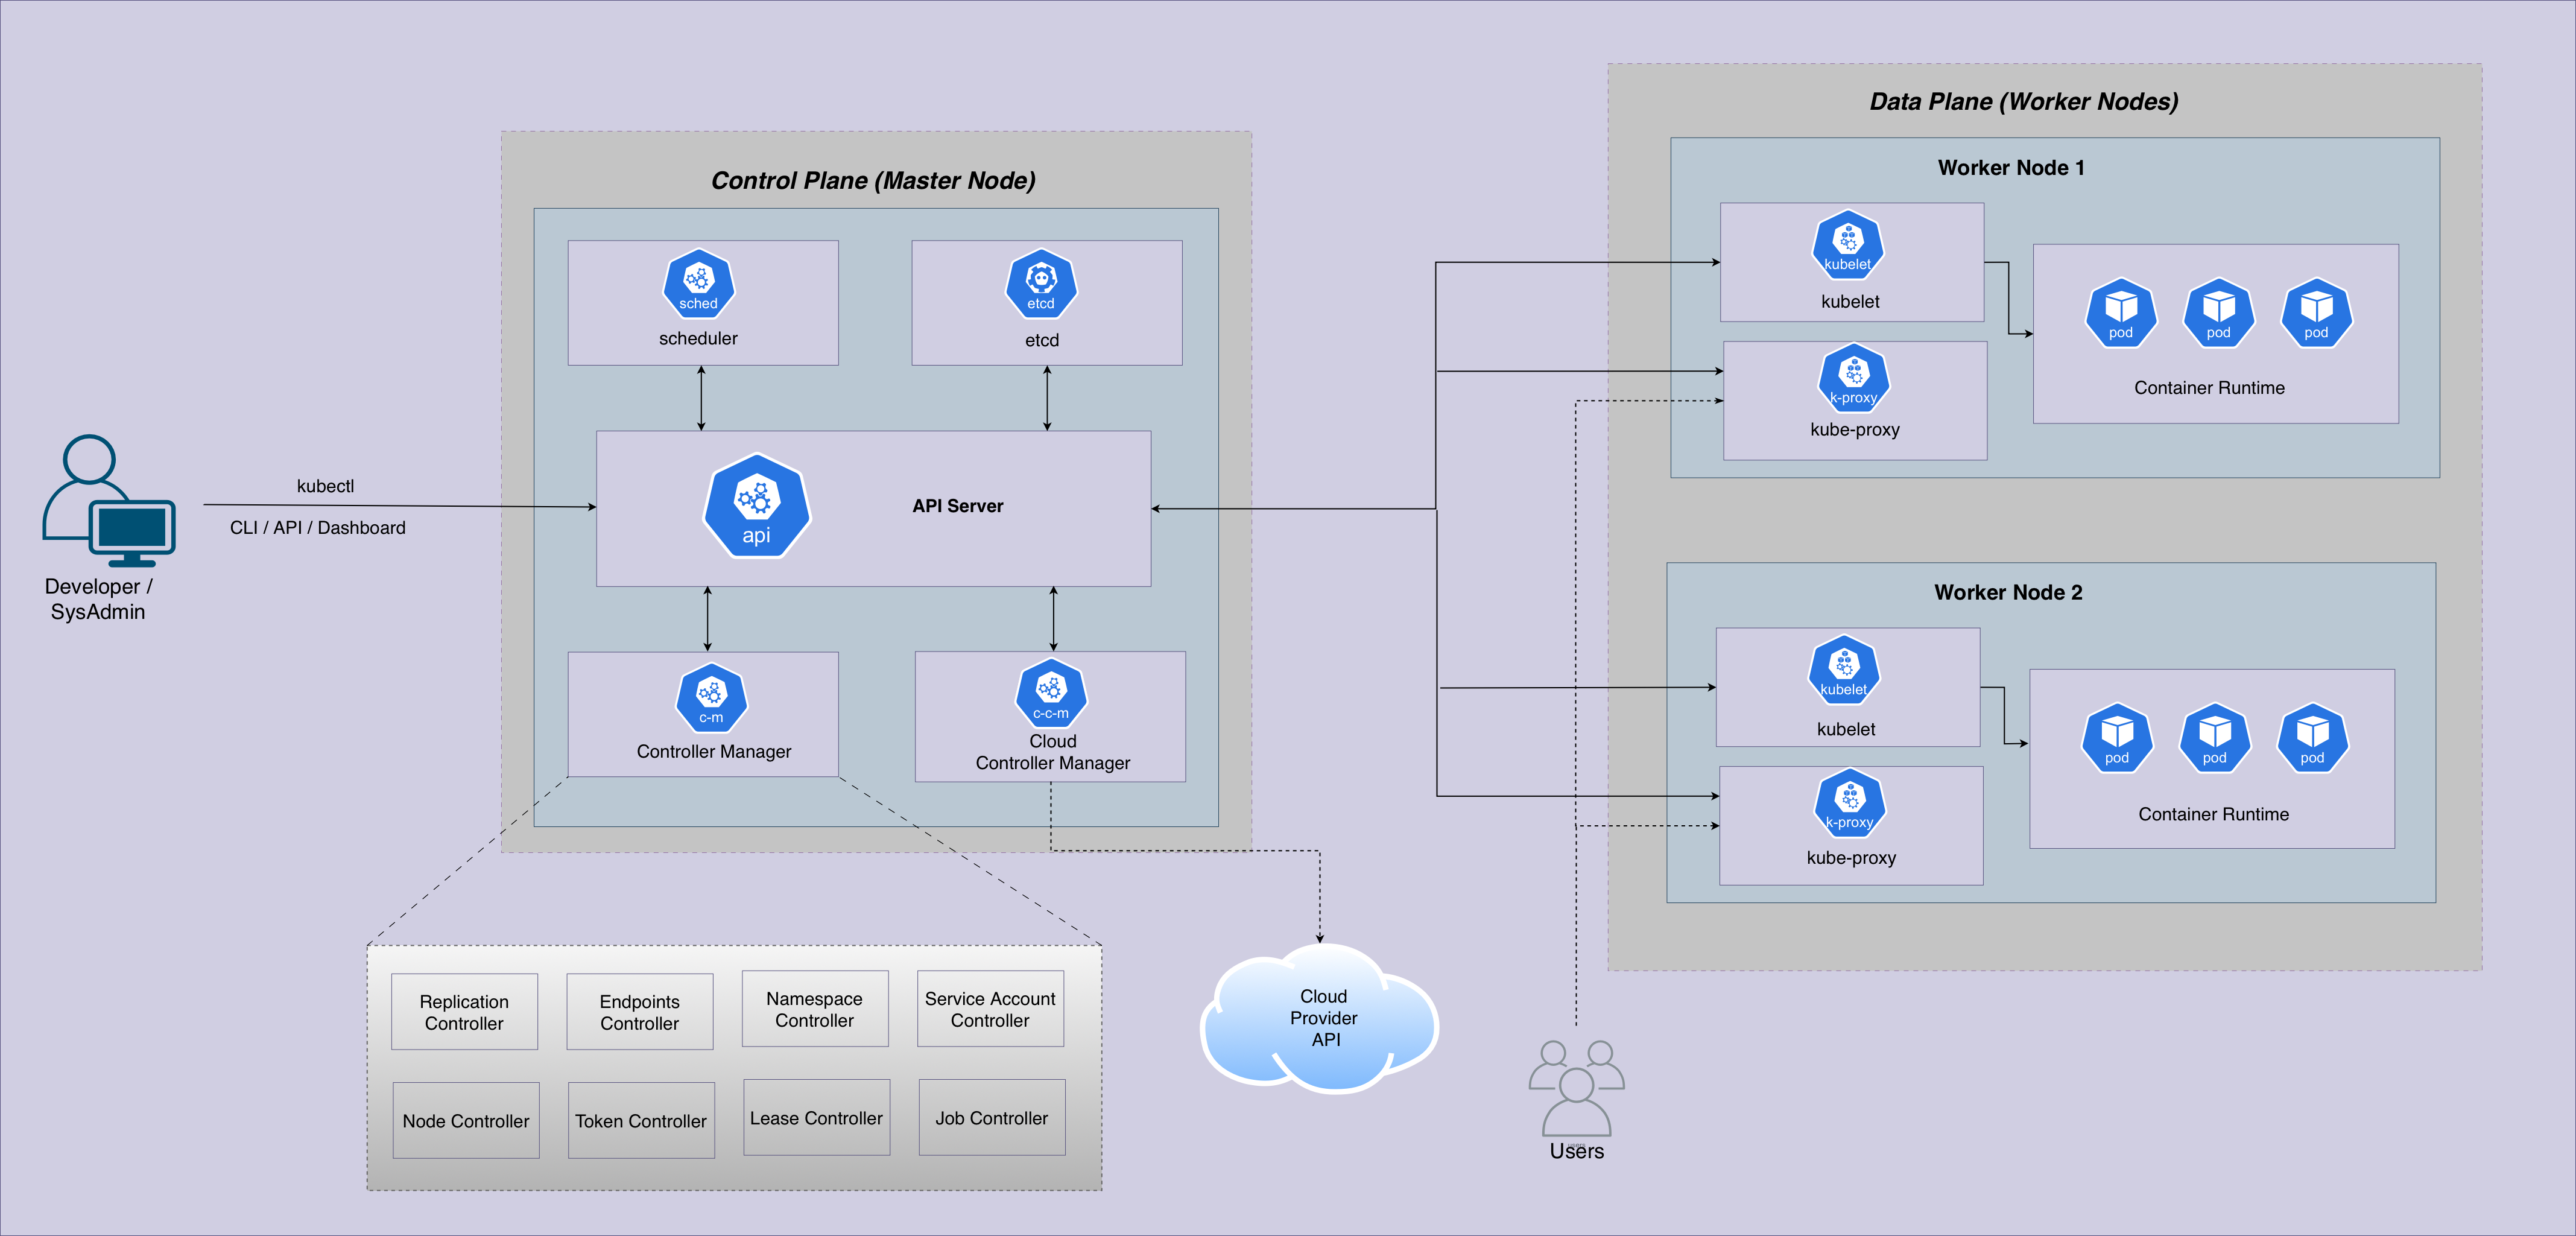 Data Plane (Worker Nodes)
Control Plane (Master Node)
Worker Node 1
sched
scheduler
etcd
etcd
kubelet
kubelet
pod
pod
pod
Container Runtime
k-proxy
kube-proxy
kubectl
CLI / API / Dashboard
Developer /
SysAdmin
api
API Server
Worker Node 2
c-m
Controller Manager
c-c-m
Cloud
Controller Manager
kubelet
kubelet
pod
pod
pod
Container Runtime
k-proxy
kube-proxy
Replication
Controller
Endpoints
Controller
Namespace
Controller
Service Account
Controller
Node Controller
Token Controller
Lease Controller
Job Controller
Cloud
Provider
API
users
Users